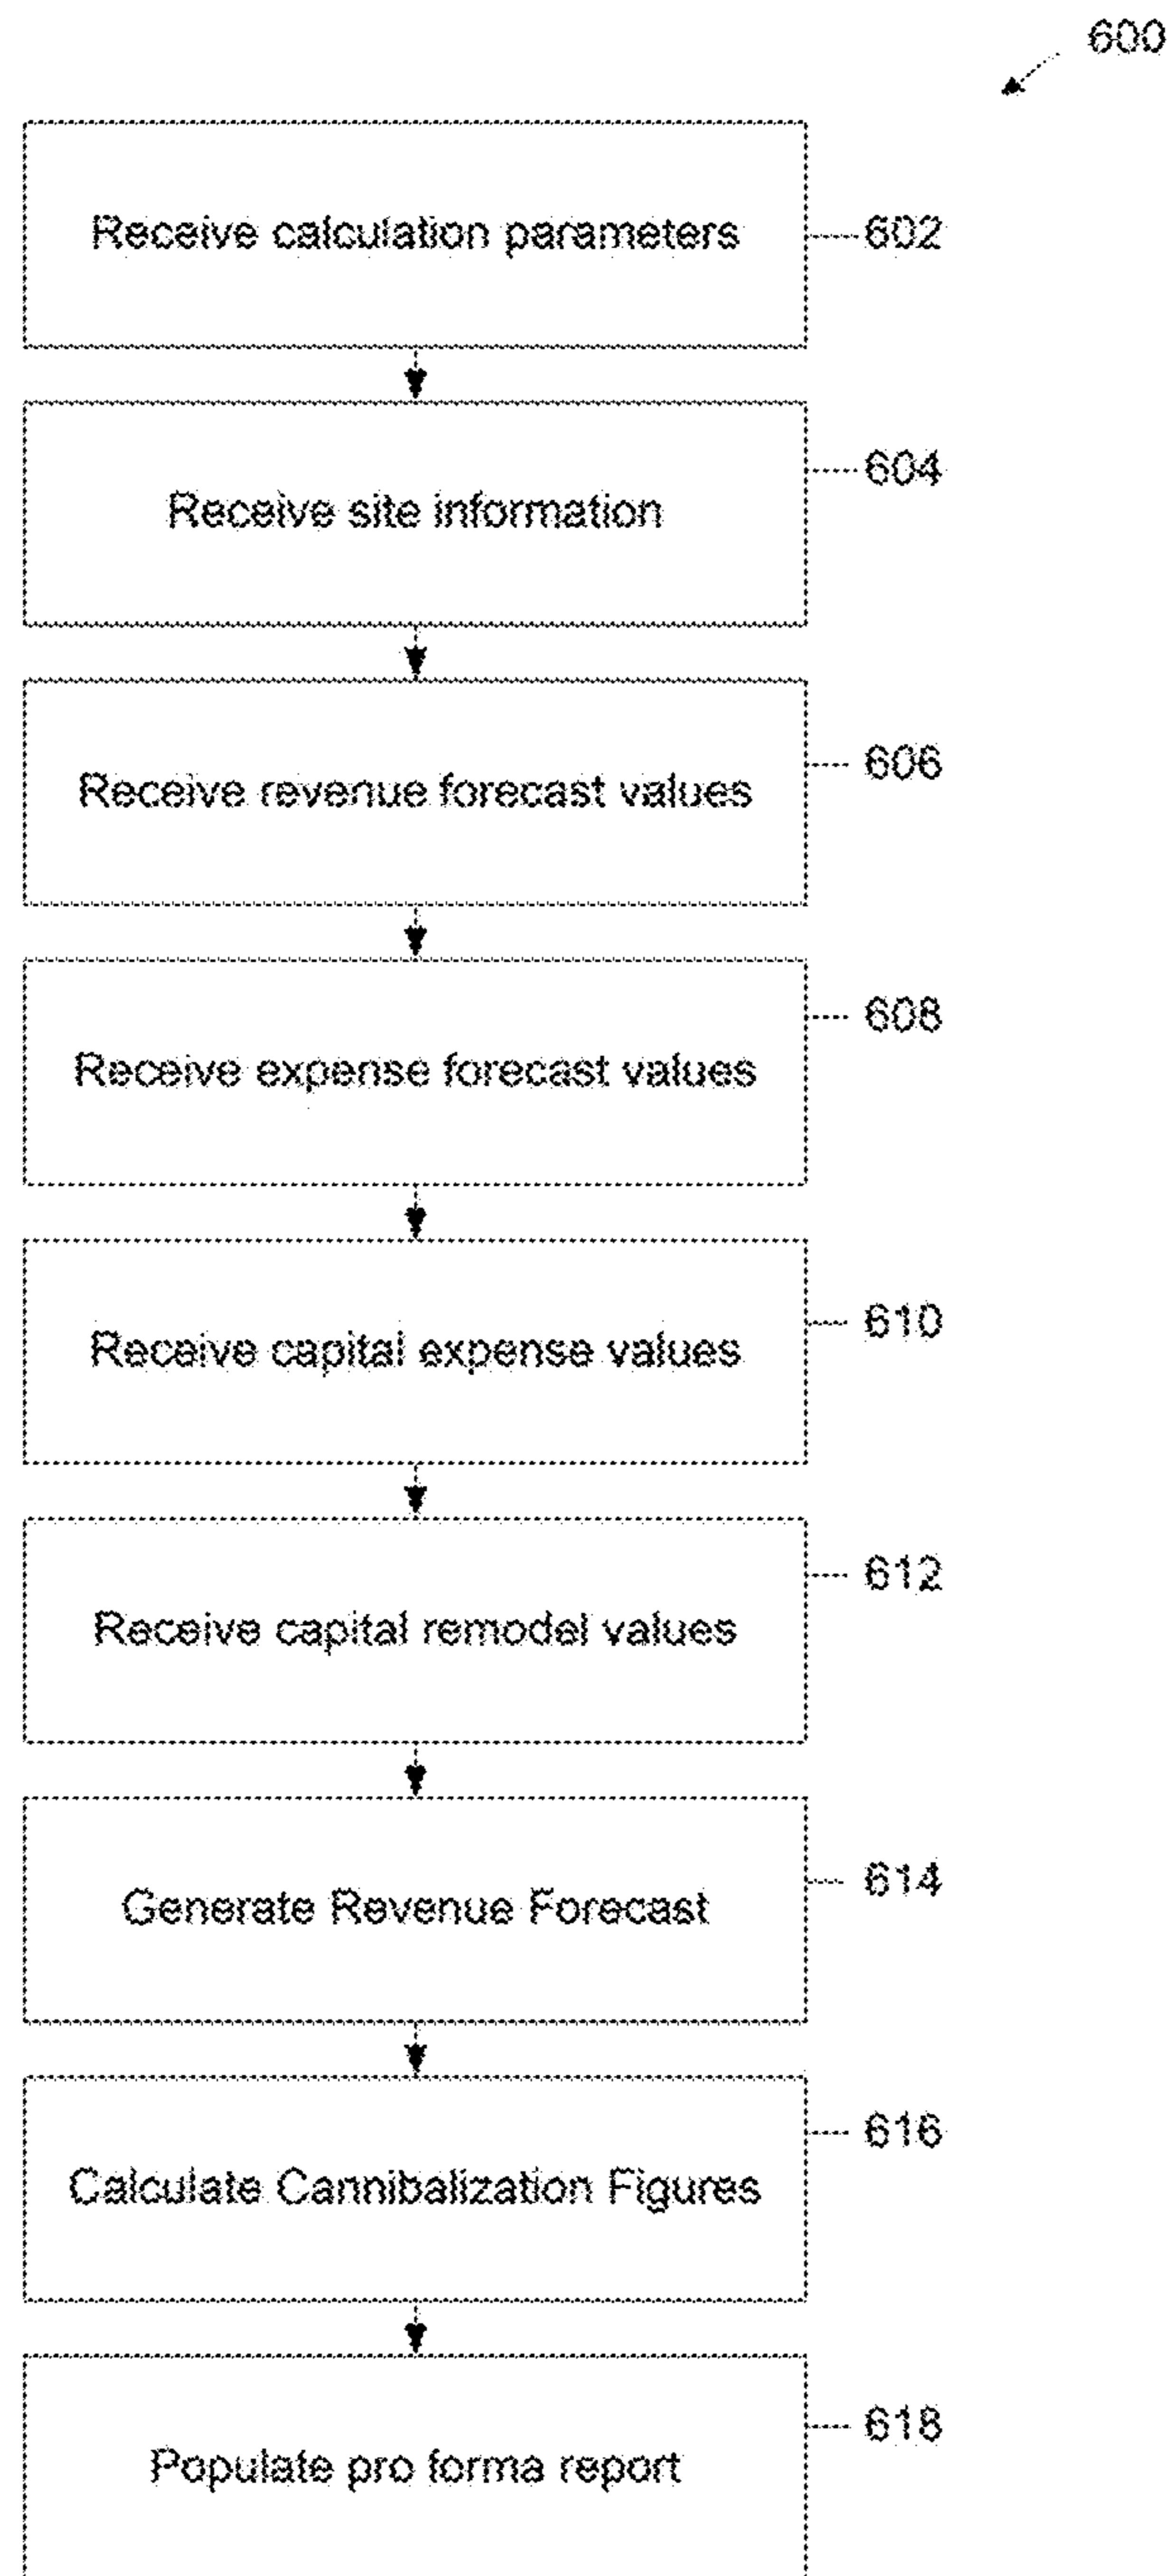 600
Receive calculation parameters
602
Receive site information
604
Receive revenue forecast values
606
Receive expense forecast values
608
Receive capital expense values
610
Receive capital remodel values
612
Generate Revenue Forecast
614
Calculate Cannibalization Figures
616
Populate pro forma report
618